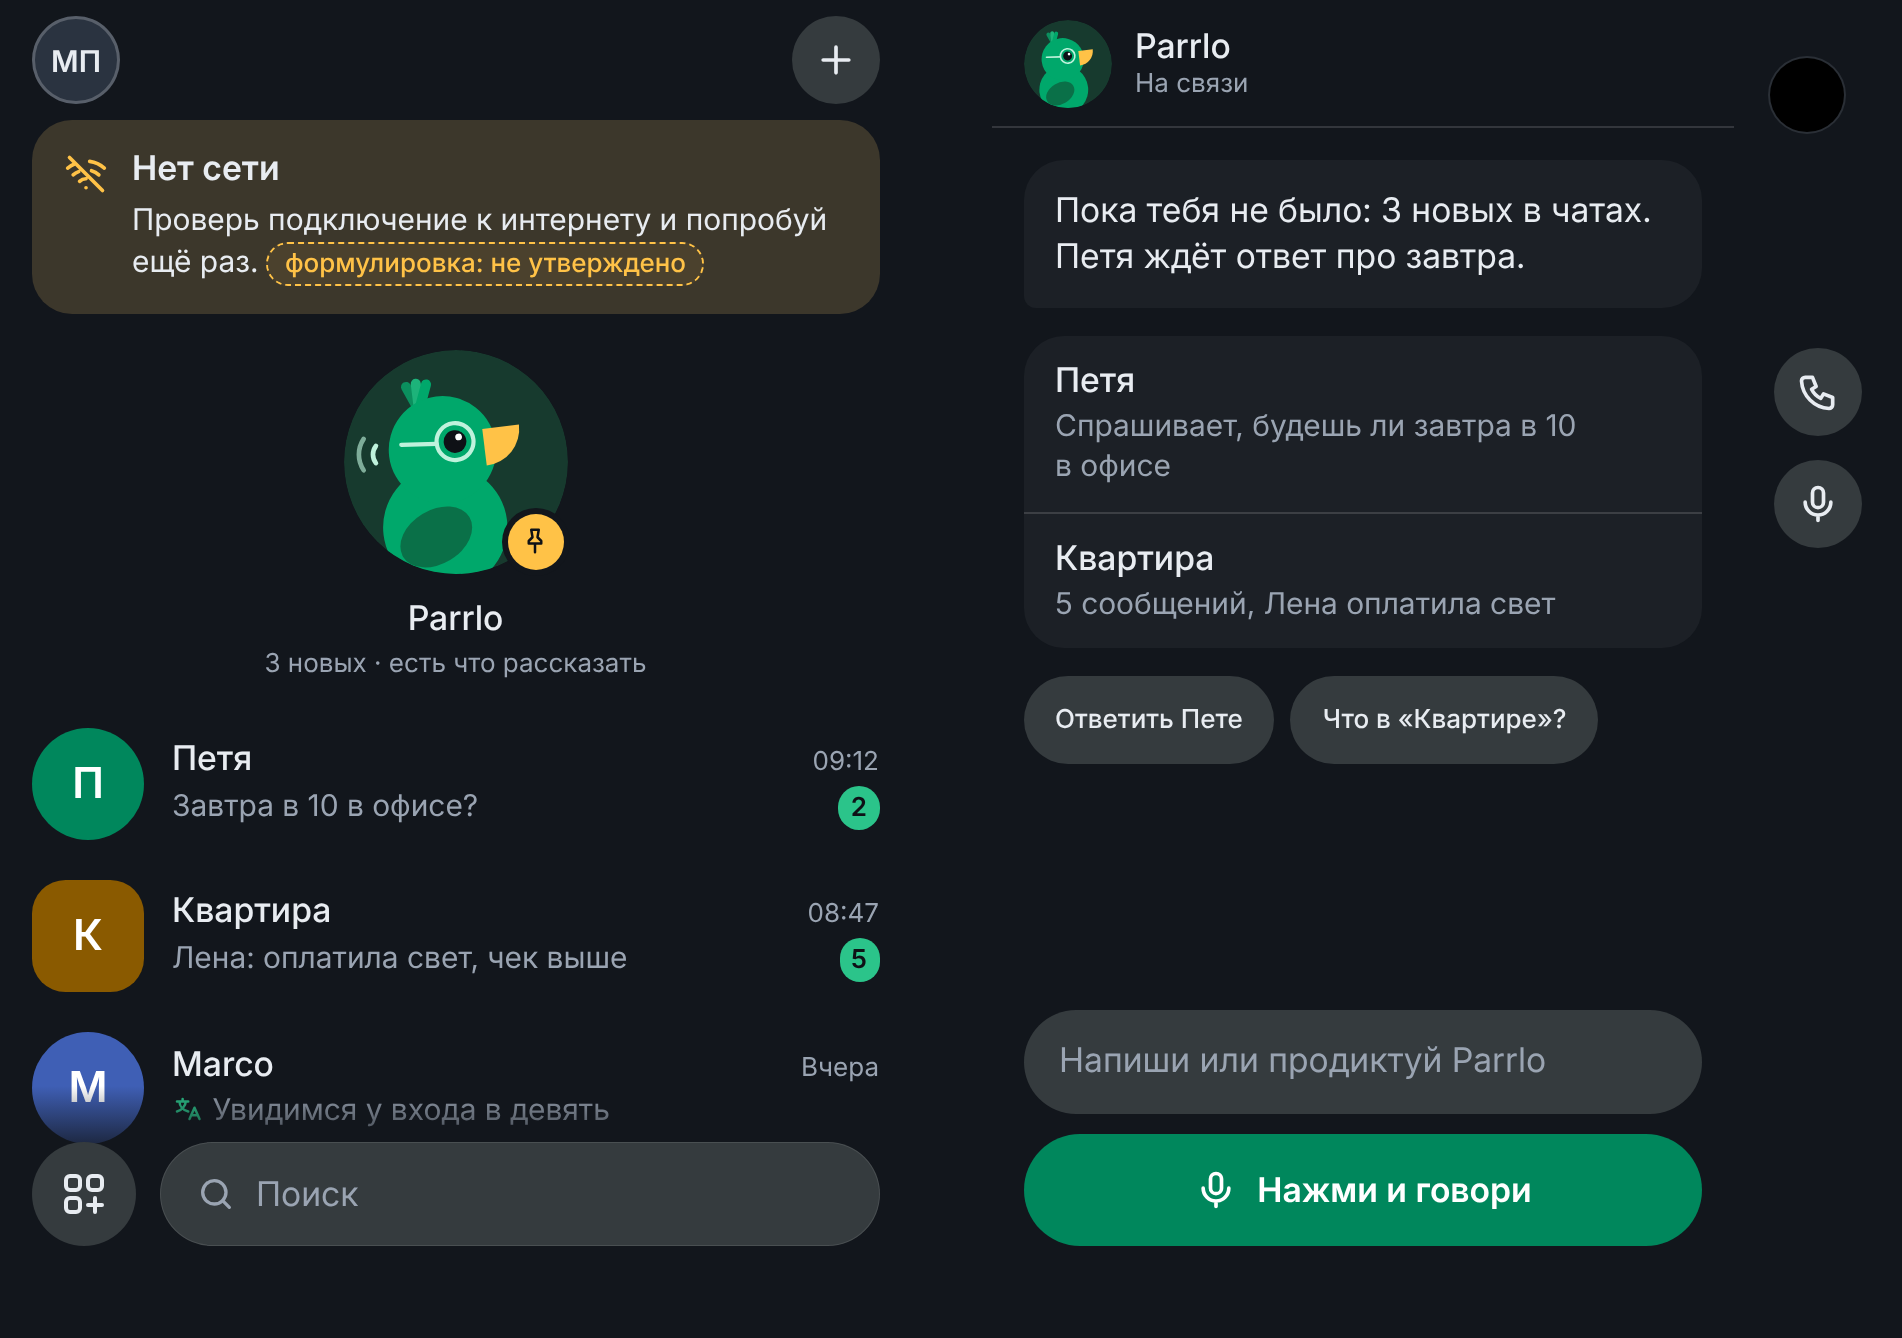 МП
Нет сети
Проверь подключение к интернету и попробуй
ещё раз. формулировка: не утверждено
Parrlo
3 новых · есть что рассказать
Петя
09:12
Завтра в 10 в офисе?
2
П
Квартира
08:47
Лена: оплатила свет, чек выше
5
К
Marco
Вчера
Увидимся у входа в девять
M
Поиск
Parrlo
На связи
Пока тебя не было: 3 новых в чатах.
Петя ждёт ответ про завтра.
Петя
Спрашивает, будешь ли завтра в 10
в офисе
Квартира
5 сообщений, Лена оплатила свет
Ответить Пете
Что в «Квартире»?
Напиши или продиктуй Parrlo
Нажми и говори